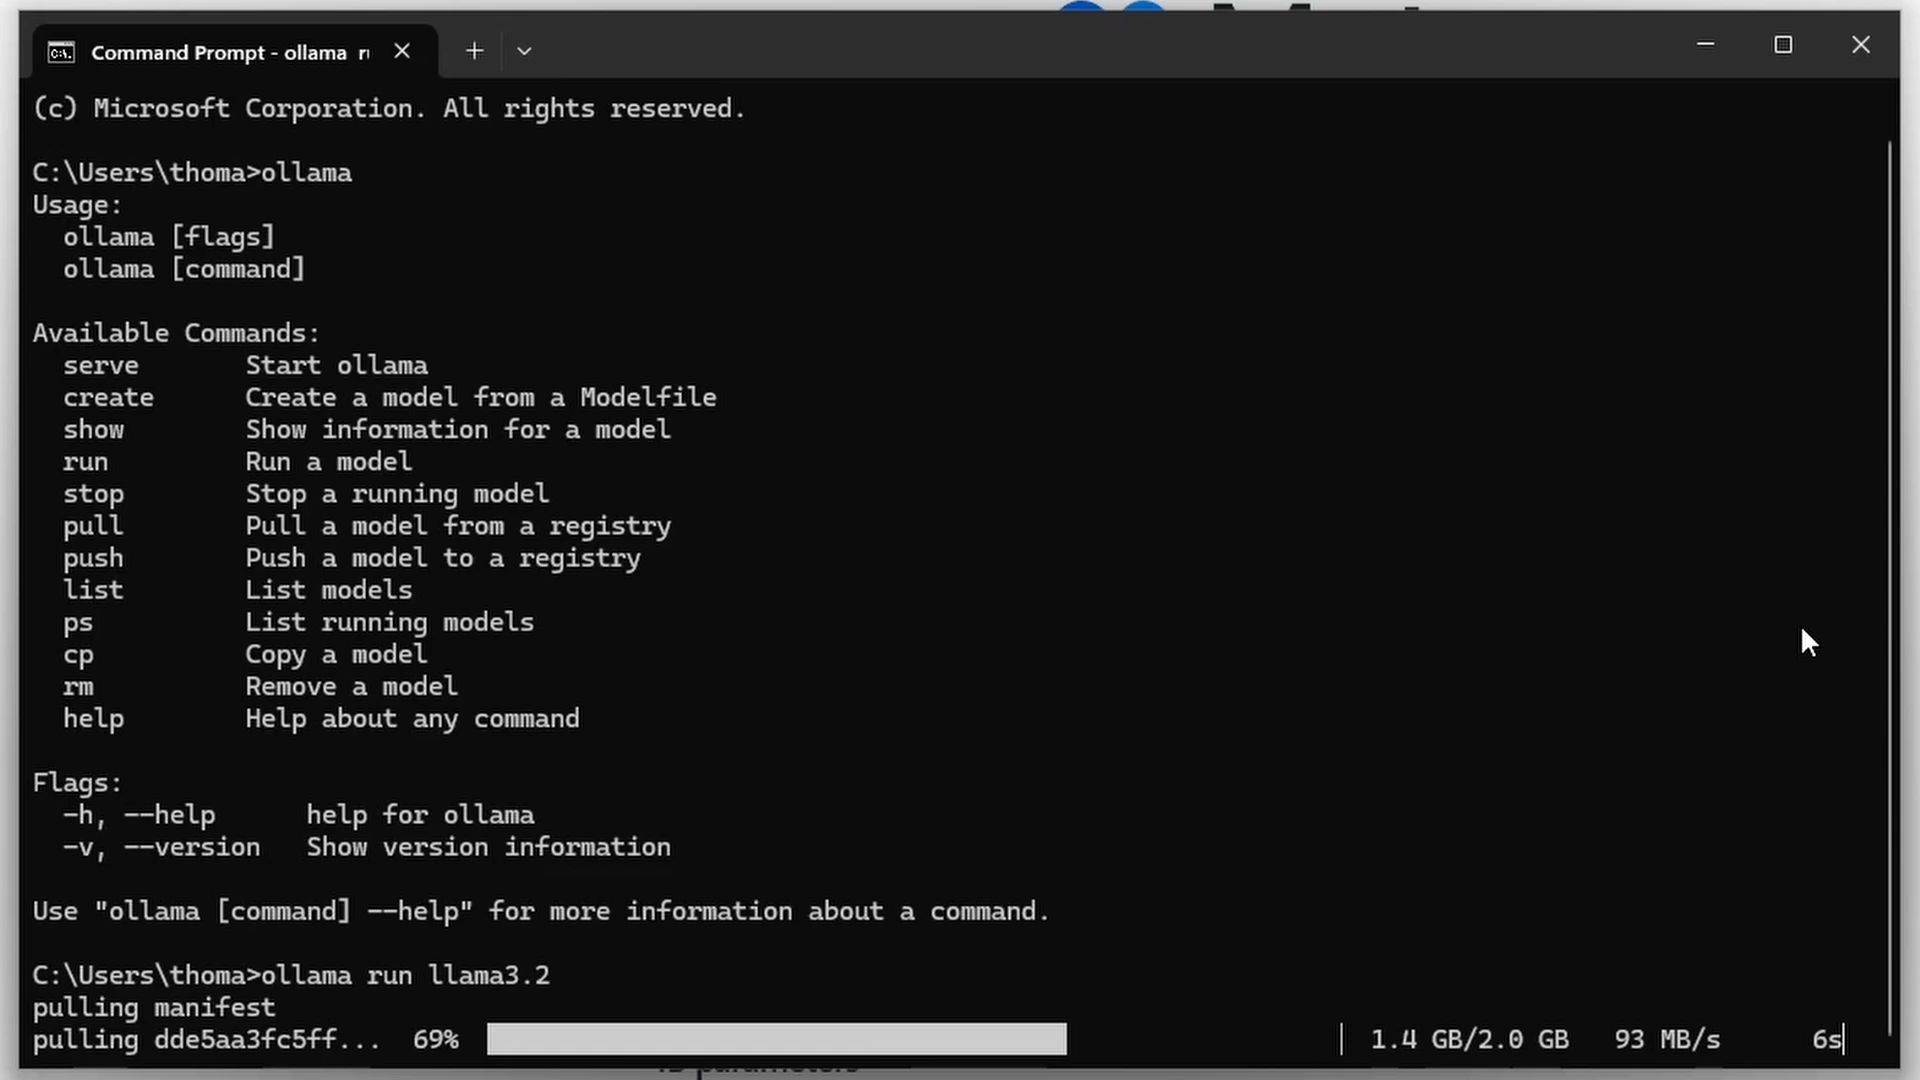 Command Prompt - ollama
(c) Microsoft Corporation. All rights reserved.
C:\Users\thoma>ollama
Usage:
  ollama [flags]
  ollama [command]
Available Commands:
  serve       Start ollama
  create      Create a model from a Modelfile
  show        Show information for a model
  run         Run a model
  stop        Stop a running model
  pull        Pull a model from a registry
  push        Push a model to a registry
  list        List models
  ps          List running models
  cp          Copy a model
  rm          Remove a model
  help        Help about any command
Flags:
  -h, --help      help for ollama
  -v, --version   Show version information
Use "ollama [command] --help" for more information about a command.
C:\Users\thoma>ollama run llama3.2
pulling manifest
pulling dde5aa3fc5ff...  69% 1.4 GB/2.0 GB   93 MB/s      6s